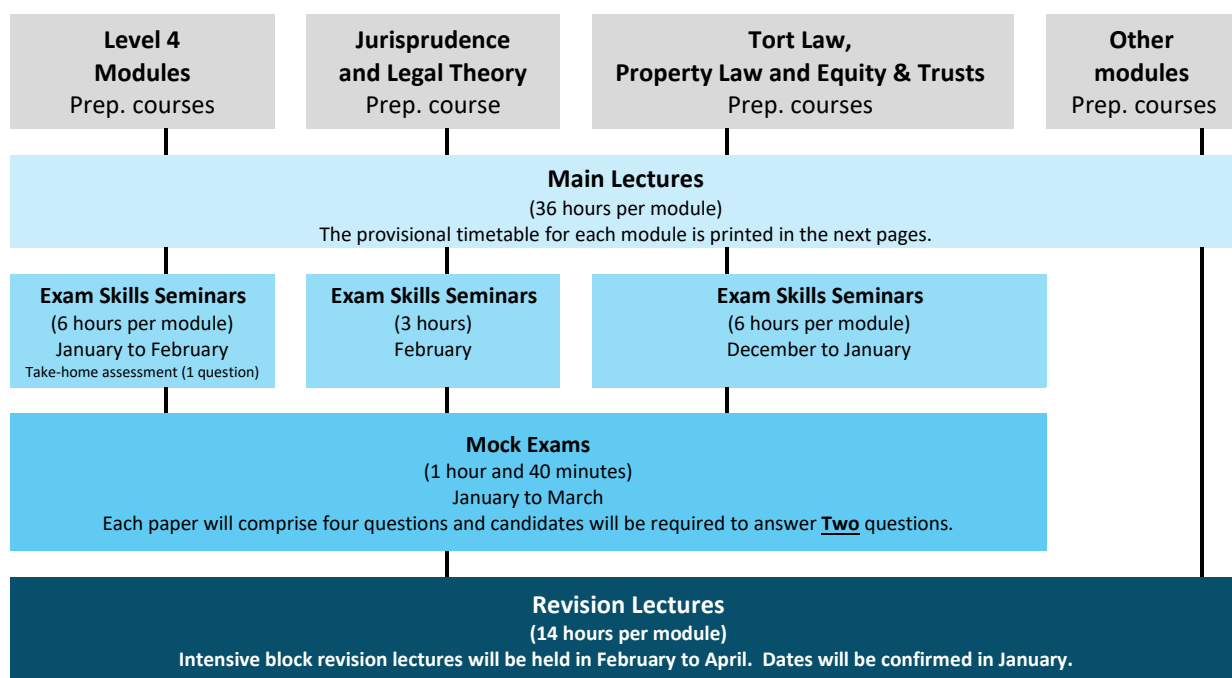 Level 4
Modules
Prep. courses
Jurisprudence
and Legal Theory
Prep. course
Tort Law,
Property Law and Equity & Trusts
Prep. courses
Other
modules
Prep. courses
Main Lectures
(36 hours per module)
The provisional timetable for each module is printed in the next pages.
Exam Skills Seminars
(6 hours per module)
January to February
Take-home assessment (1 question)
Exam Skills Seminars
(3 hours)
February
Exam Skills Seminars
(6 hours per module)
December to January
Mock Exams
(1 hour and 40 minutes)
January to March
Each paper will comprise four questions and candidates will be required to answer Two questions.
Revision Lectures
(14 hours per module)
Intensive block revision lectures will be held in February to April. Dates will be confirmed in January.